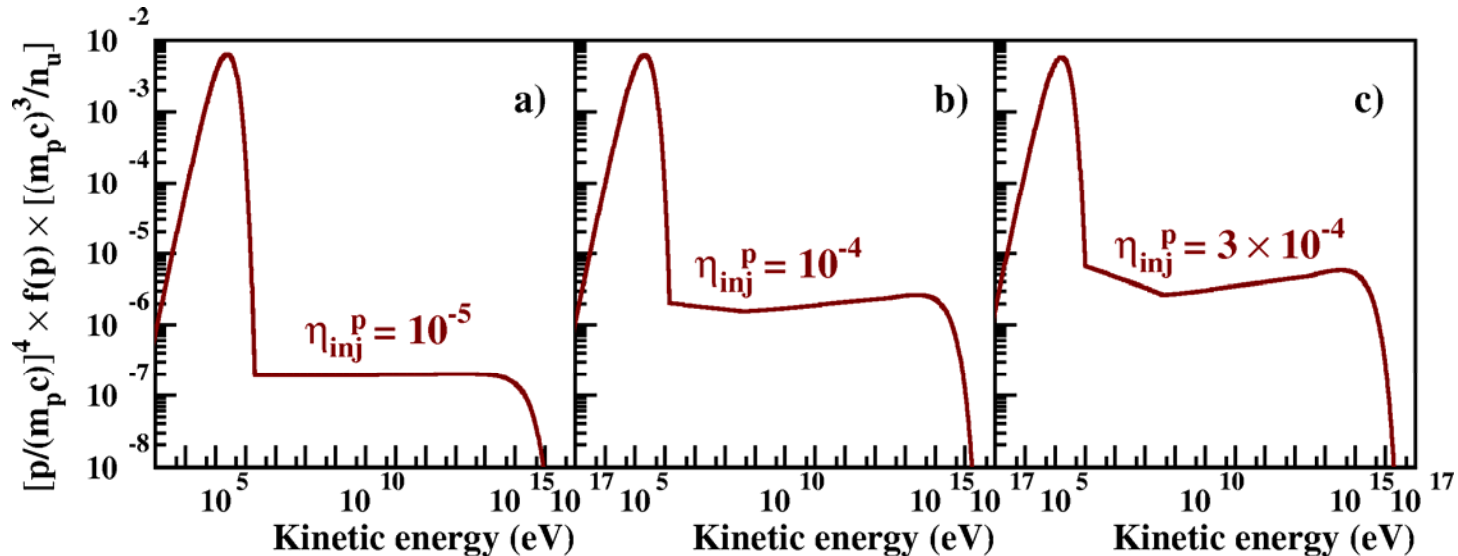 [p/(m_p c)]^4 × f(p) × [(m_p c)^3/n_u]
10^-2
10^-3
10^-4
10^-5
10^-6
10^-7
10^-8
a)
b)
c)
η_inj^p = 10^-5
η_inj^p = 10^-4
η_inj^p = 3 × 10^-4
10^5 10^10 10^15 10^17
10^5 10^10 10^15 10^17
10^5 10^10 10^15 10^17
Kinetic energy (eV)
Kinetic energy (eV)
Kinetic energy (eV)